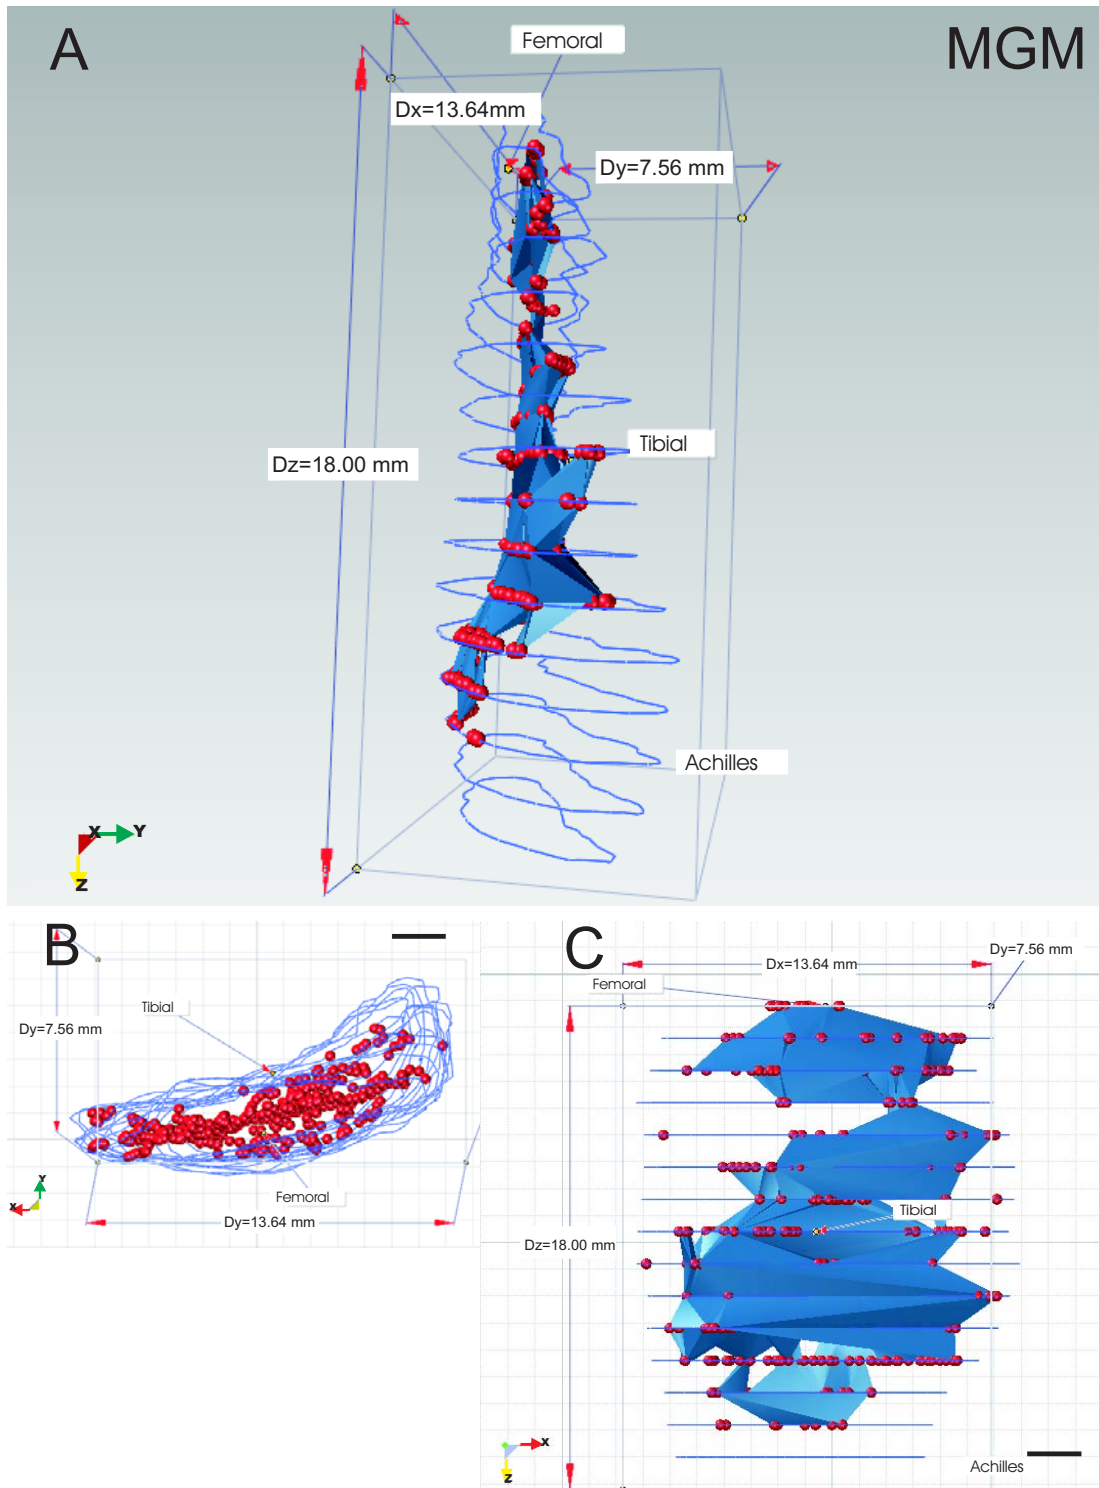 A
MGM
Femoral
Dx=13.64mm
Dy=7.56 mm
Tibial
Dz=18.00 mm
Achilles
X
Y
Z
B
Tibial
Dy=7.56 mm
Femoral
Dy=13.64 mm
X
Y
C
Dy=7.56 mm
Dx=13.64 mm
Femoral
Tibial
Dz=18.00 mm
Achilles
X
Z